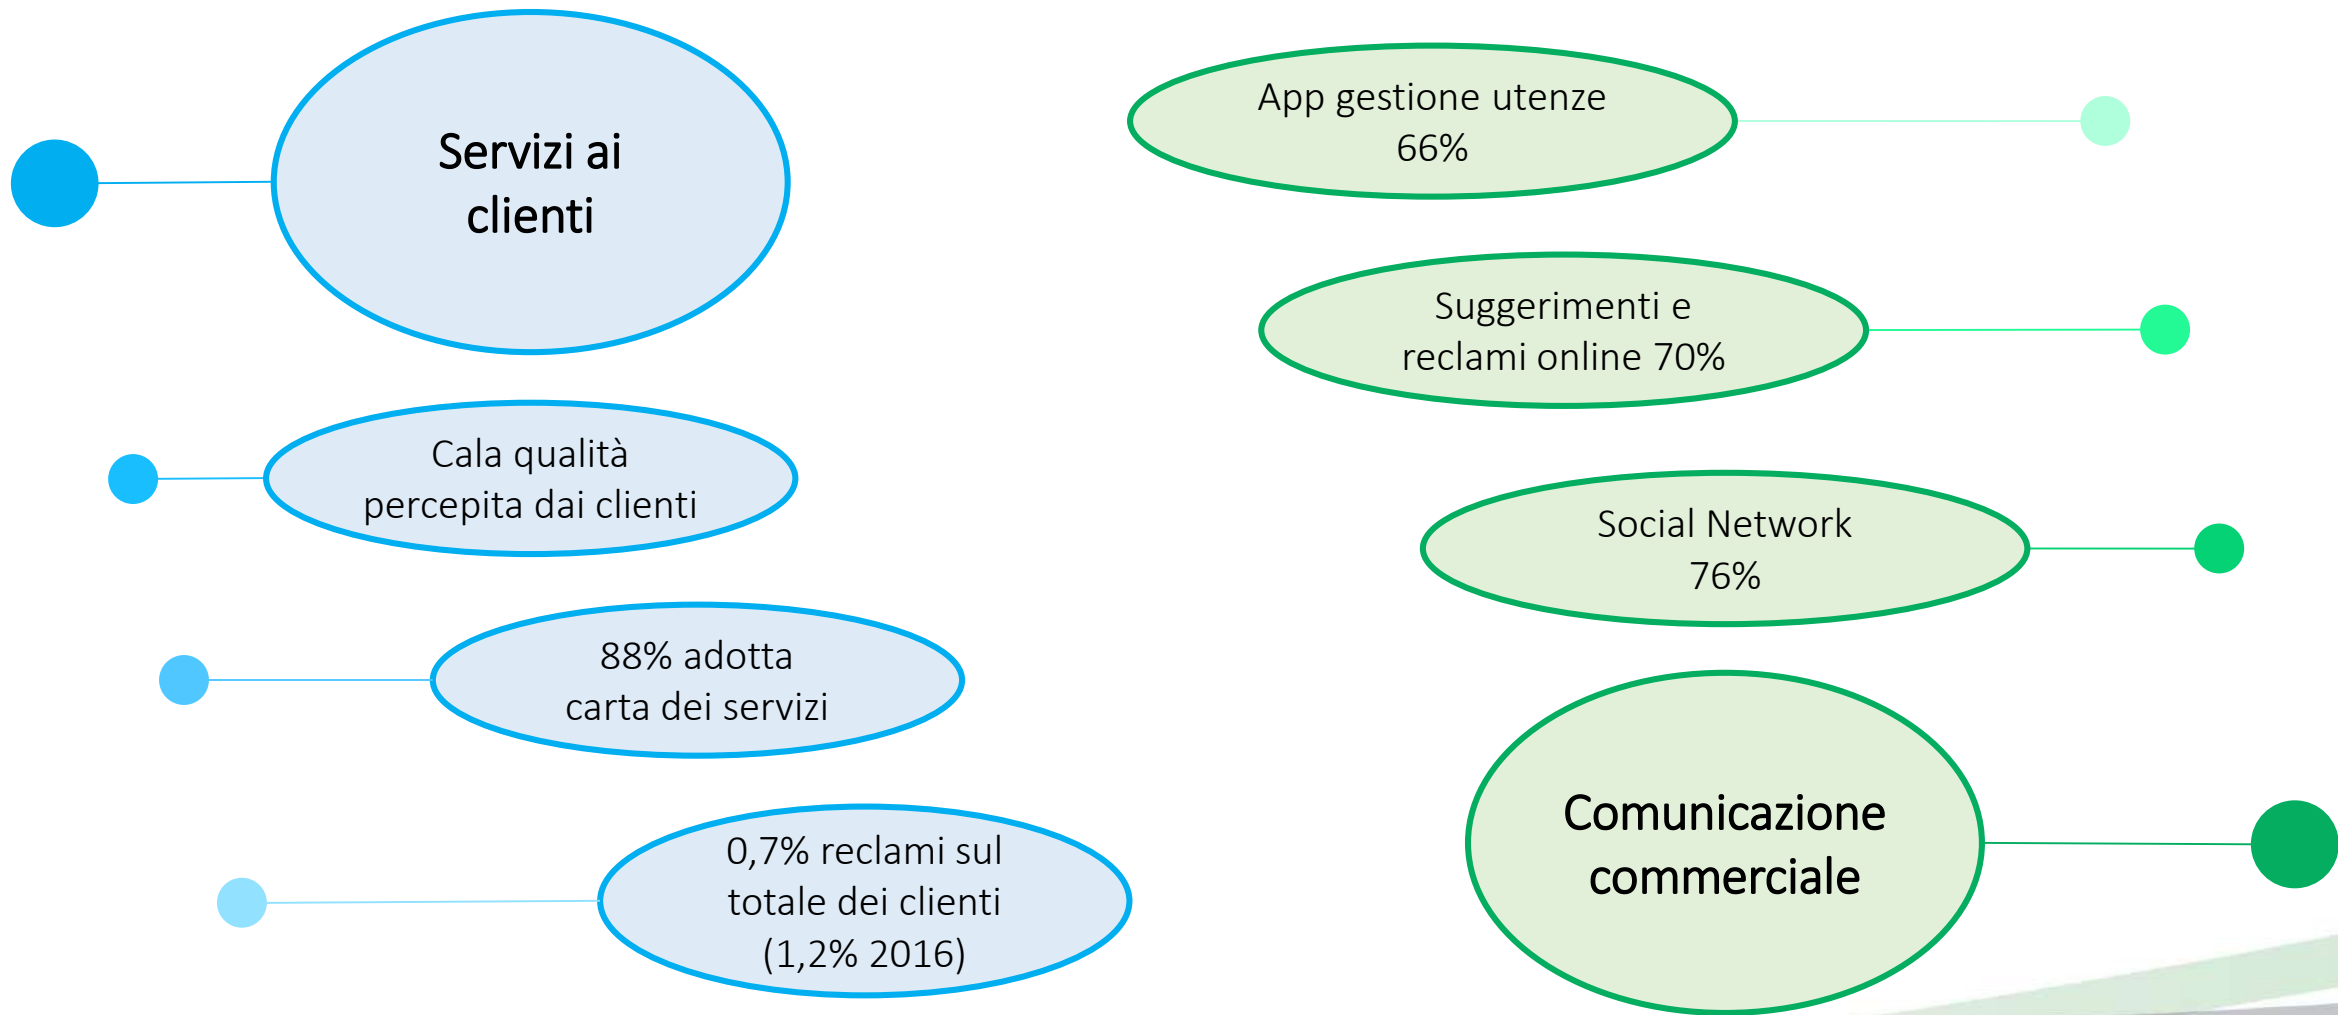 Servizi ai
clienti
Cala qualità
percepita dai clienti
88% adotta
carta dei servizi
0,7% reclami sul
totale dei clienti
(1,2% 2016)
App gestione utenze
66%
Suggerimenti e
reclami online 70%
Social Network
76%
Comunicazione
commerciale